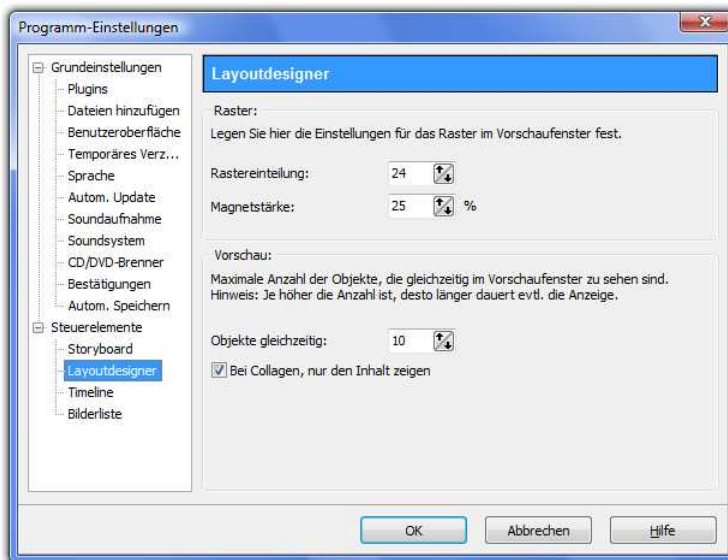 Programm-Einstellungen
Grundeinstellungen
Plugins
Dateien hinzufügen
Benutzeroberfläche
Temporäres Verz...
Sprache
Autom. Update
Soundaufnahme
Soundsystem
CD/DVD-Brenner
Bestätigungen
Autom. Speichern
Steuerelemente
Storyboard
Layoutdesigner
Timeline
Bilderliste
Layoutdesigner
Raster:
Legen Sie hier die Einstellungen für das Raster im Vorschaufenster fest.
Rastereinteilung: 24
Magnetstärke: 25 %
Vorschau:
Maximale Anzahl der Objekte, die gleichzeitig im Vorschaufenster zu sehen sind.
Hinweis: Je höher die Anzahl ist, desto länger dauert evtl. die Anzeige.
Objekte gleichzeitig: 10
Bei Collagen, nur den Inhalt zeigen
OK Abbrechen Hilfe